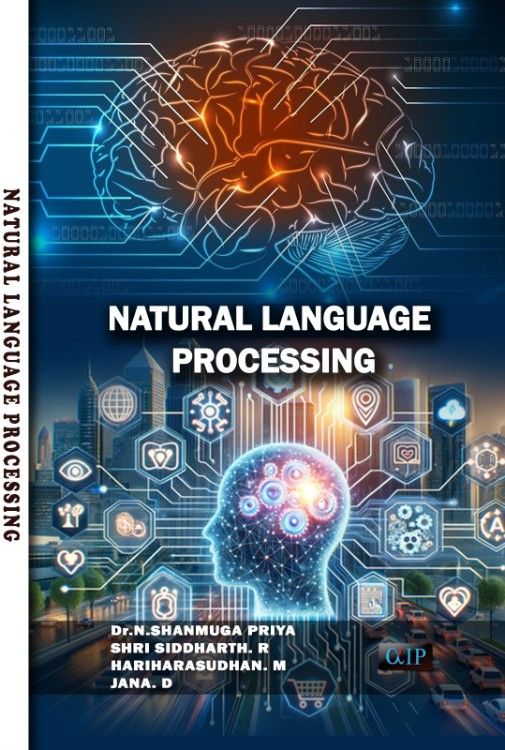 NATURAL LANGUAGE PROCESSING
NATURAL LANGUAGE
PROCESSING
Dr.N.SHANMUGA PRIYA
SHRI SIDDHARTH. R
HARIHARASUDHAN. M
JANA. D
αIP